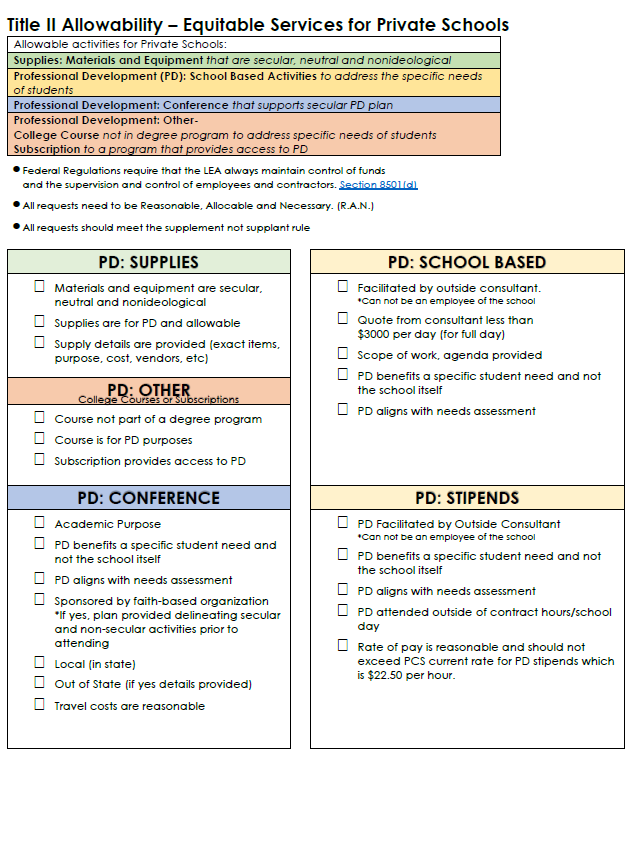 Title II Allowability – Equitable Services for Private Schools
Allowable activities for Private Schools:
Supplies: Materials and Equipment that are secular, neutral and nonideological
Professional Development (PD): School Based Activities to address the specific needs
of students
Professional Development: Conference that supports secular PD plan
Professional Development: Other-
College Course not in degree program to address specific needs of students
Subscription to a program that provides access to PD
● Federal Regulations require that the LEA always maintain control of funds
and the supervision and control of employees and contractors. Section 8501(d)
● All requests need to be Reasonable, Allocable and Necessary. (R.A.N.)
● All requests should meet the supplement not supplant rule
PD: SUPPLIES
☐ Materials and equipment are secular,
neutral and nonideological
☐ Supplies are for PD and allowable
☐ Supply details are provided (exact items,
purpose, cost, vendors, etc)
PD: OTHER
College Courses or Subscriptions
☐ Course not part of a degree program
☐ Course is for PD purposes
☐ Subscription provides access to PD
PD: CONFERENCE
☐ Academic Purpose
☐ PD benefits a specific student need and
not the school itself
☐ PD aligns with needs assessment
☐ Sponsored by faith-based organization
*If yes, plan provided delineating secular
and non-secular activities prior to
attending
☐ Local (in state)
☐ Out of State (if yes details provided)
☐ Travel costs are reasonable
PD: SCHOOL BASED
☐ Facilitated by outside consultant.
*Can not be an employee of the school
☐ Quote from consultant less than
$3000 per day (for full day)
☐ Scope of work, agenda provided
☐ PD benefits a specific student need and not
the school itself
☐ PD aligns with needs assessment
PD: STIPENDS
☐ PD Facilitated by Outside Consultant
*Can not be an employee of the school
☐ PD benefits a specific student need and not
the school itself
☐ PD aligns with needs assessment
☐ PD attended outside of contract hours/school
day
☐ Rate of pay is reasonable and should not
exceed PCS current rate for PD stipends which
is $22.50 per hour.